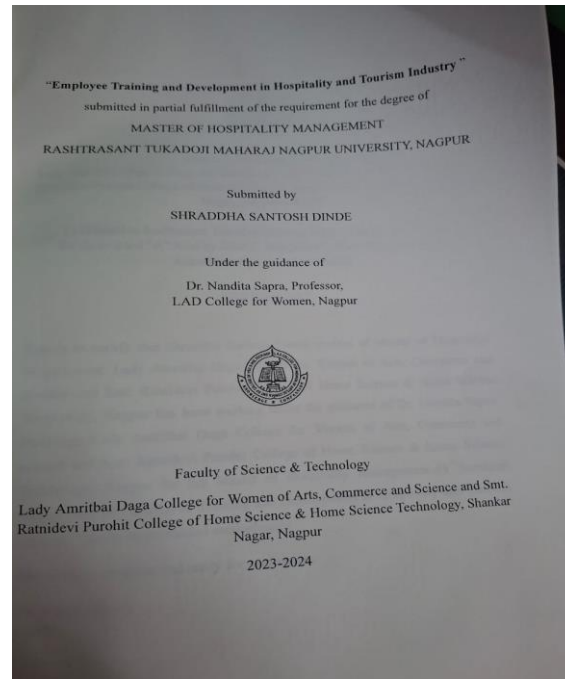 "Employee Training and Development in Hospitality and Tourism Industry "
submitted in partial fulfillment of the requirement for the degree of
MASTER OF HOSPITALITY MANAGEMENT
RASHTRASANT TUKADOJI MAHARAJ NAGPUR UNIVERSITY, NAGPUR
Submitted by
SHRADDHA SANTOSH DINDE
Under the guidance of
Dr. Nandita Sapra, Professor,
LAD College for Women, Nagpur
Faculty of Science & Technology
Lady Amritbai Daga College for Women of Arts, Commerce and Science and Smt.
Ratnidevi Purohit College of Home Science & Home Science Technology, Shankar
Nagar, Nagpur
2023-2024